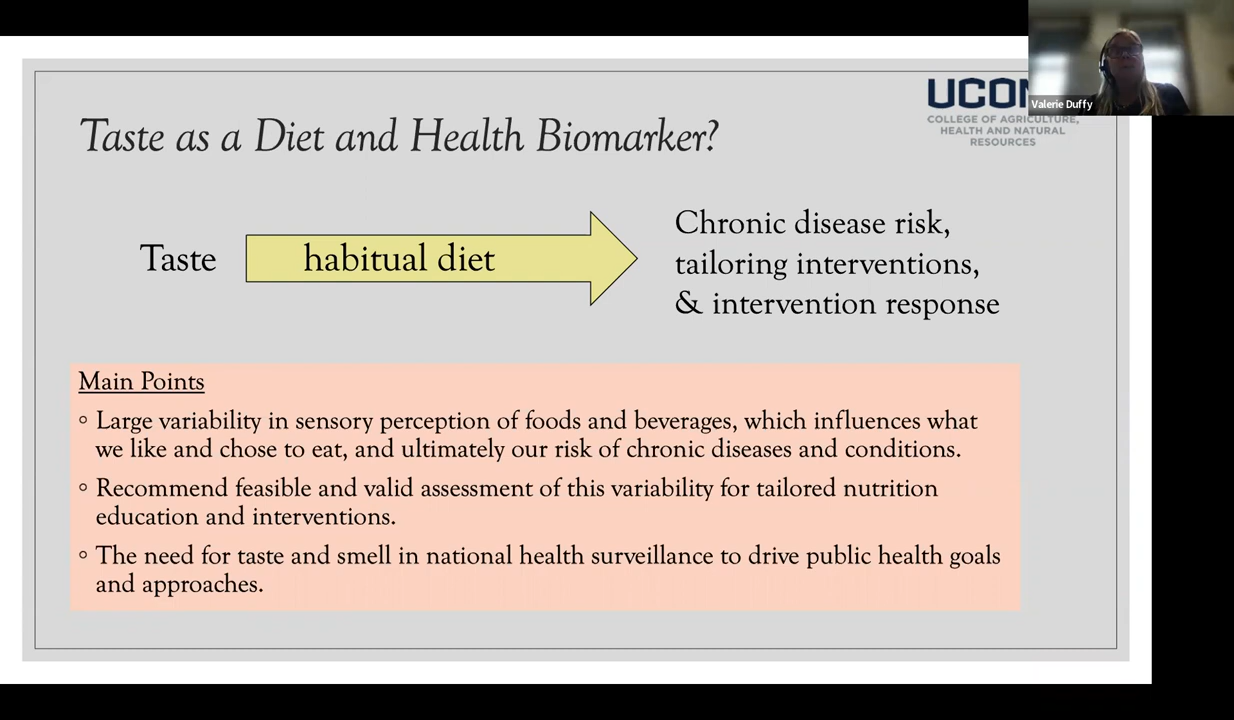 UCON
Valerie Duffy
COLLEGE OF AGRICULTURE,
HEALTH AND NATURAL
RESOURCES
Taste as a Diet and Health Biomarker?
Taste
habitual diet
Chronic disease risk,
tailoring interventions,
& intervention response
Main Points
◦ Large variability in sensory perception of foods and beverages, which influences what
we like and chose to eat, and ultimately our risk of chronic diseases and conditions.
◦ Recommend feasible and valid assessment of this variability for tailored nutrition
education and interventions.
◦ The need for taste and smell in national health surveillance to drive public health goals
and approaches.